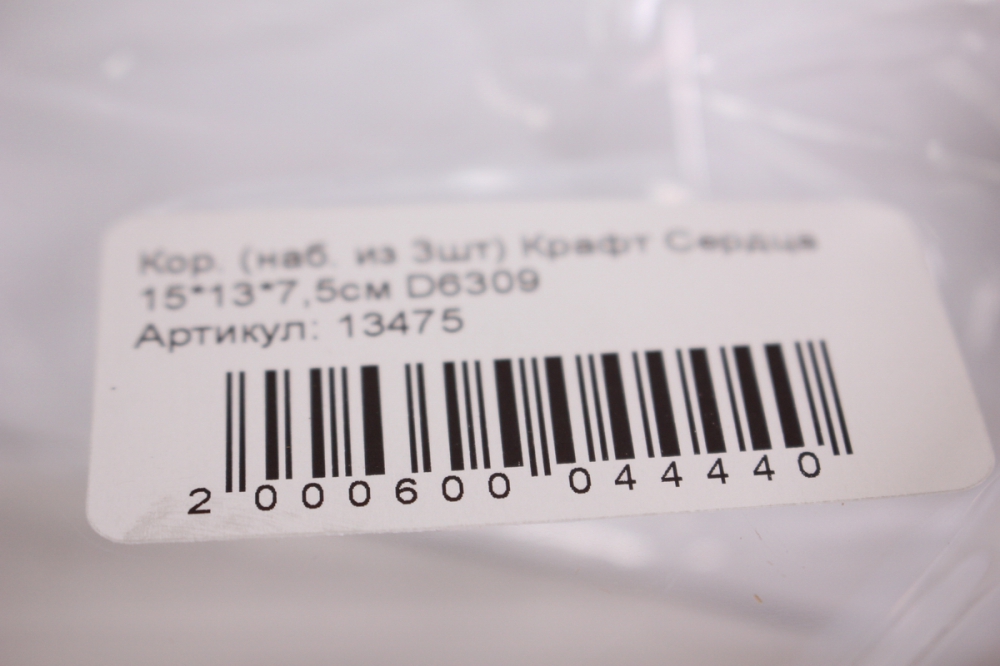 Кор. (наб. из 3шт) Крафт Сердца
15*13*7,5см D6309
Артикул: 13475
2 000600 044440